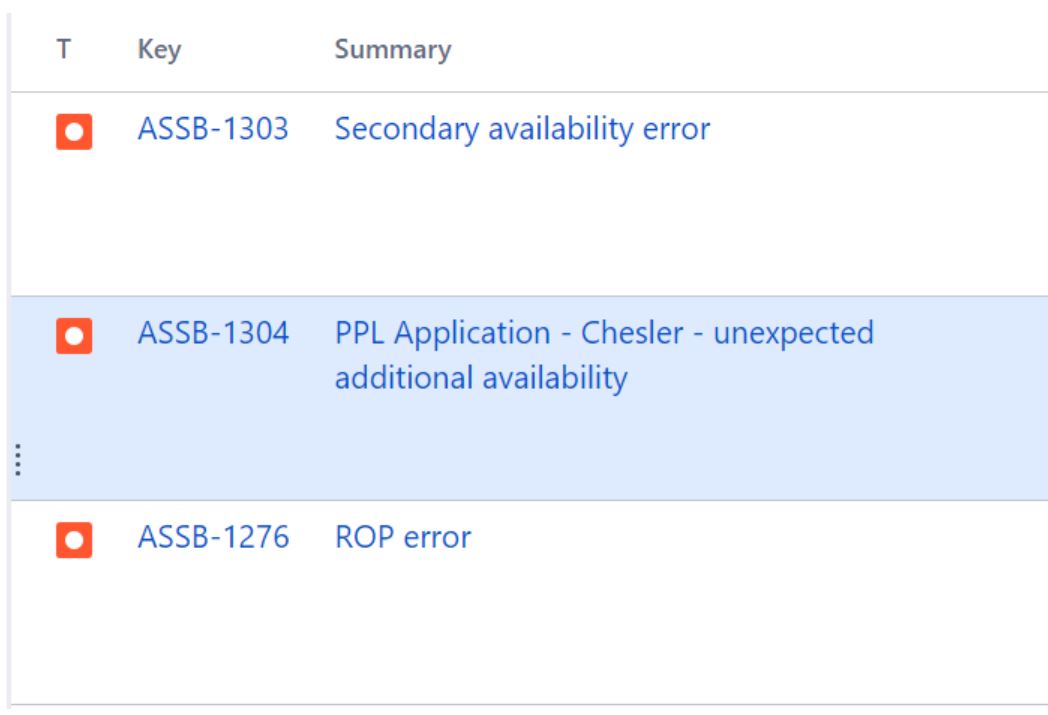 T Key Summary
ASSB-1303 Secondary availability error
ASSB-1304 PPL Application - Chesler - unexpected
additional availability
ASSB-1276 ROP error